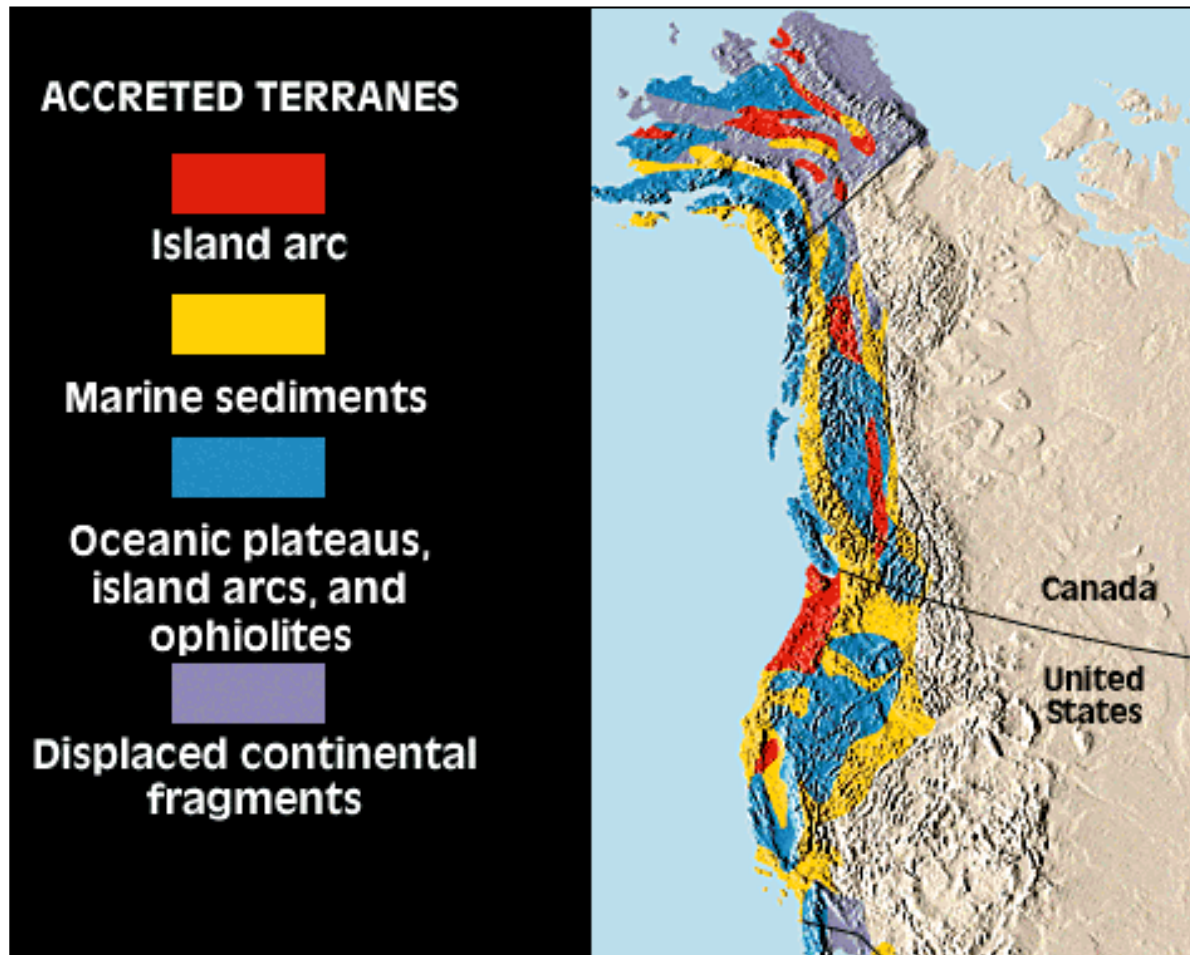 ACCRETED TERRANES
Island arc
Marine sediments
Oceanic plateaus,
island arcs, and
ophiolites
Displaced continental
fragments
Canada
United
States